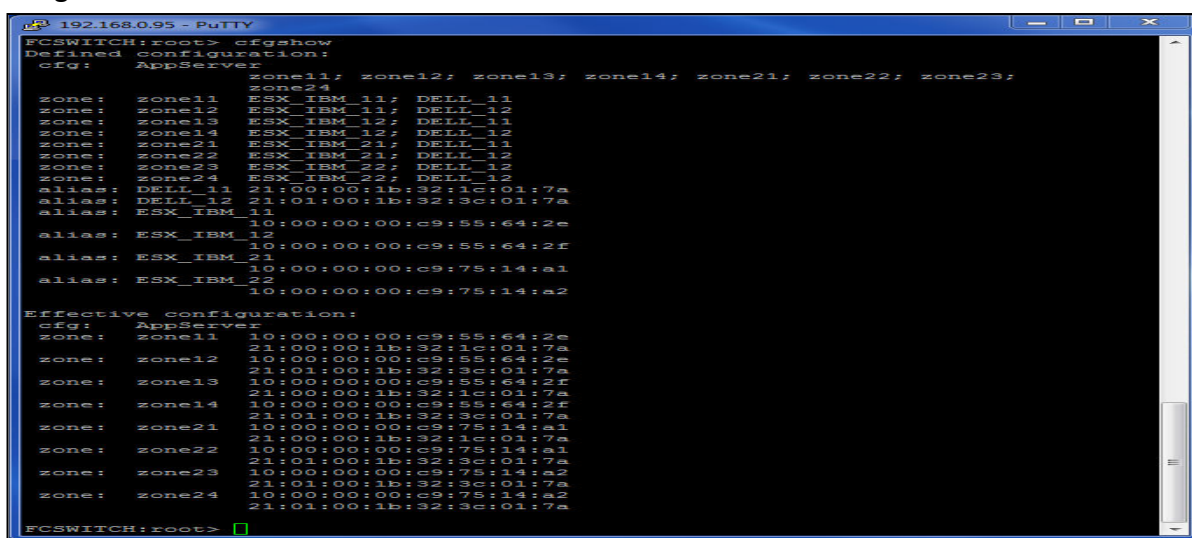 192.168.0.95 - PuTTY
FCSWITCH:root> cfgshow
Defined configuration:
cfg: AppServer
zone11; zone12; zone13; zone14; zone21; zone22; zone23;
zone24
zone: zone11 ESX_IBM_11; DELL_11
zone: zone12 ESX_IBM_11; DELL_12
zone: zone13 ESX_IBM_12; DELL_11
zone: zone14 ESX_IBM_12; DELL_12
zone: zone21 ESX_IBM_21; DELL_11
zone: zone22 ESX_IBM_21; DELL_12
zone: zone23 ESX_IBM_22; DELL_12
zone: zone24 ESX_IBM_22; DELL_12
alias: DELL_11 21:00:00:1b:32:1c:01:7a
alias: DELL_12 21:01:00:1b:32:3c:01:7a
alias: ESX_IBM_11
10:00:00:00:c9:55:64:2e
alias: ESX_IBM_12
10:00:00:00:c9:55:64:2f
alias: ESX_IBM_21
10:00:00:00:c9:75:14:a1
alias: ESX_IBM_22
10:00:00:00:c9:75:14:a2
Effective configuration:
cfg: AppServer
zone: zone11 10:00:00:00:c9:55:64:2e
21:00:00:1b:32:1c:01:7a
zone: zone12 10:00:00:00:c9:55:64:2e
21:01:00:1b:32:3c:01:7a
zone: zone13 10:00:00:00:c9:55:64:2f
21:00:00:1b:32:1c:01:7a
zone: zone14 10:00:00:00:c9:55:64:2f
21:01:00:1b:32:3c:01:7a
zone: zone21 10:00:00:00:c9:75:14:a1
21:00:00:1b:32:1c:01:7a
zone: zone22 10:00:00:00:c9:75:14:a1
21:01:00:1b:32:3c:01:7a
zone: zone23 10:00:00:00:c9:75:14:a2
21:01:00:1b:32:3c:01:7a
zone: zone24 10:00:00:00:c9:75:14:a2
21:01:00:1b:32:3c:01:7a
FCSWITCH:root>